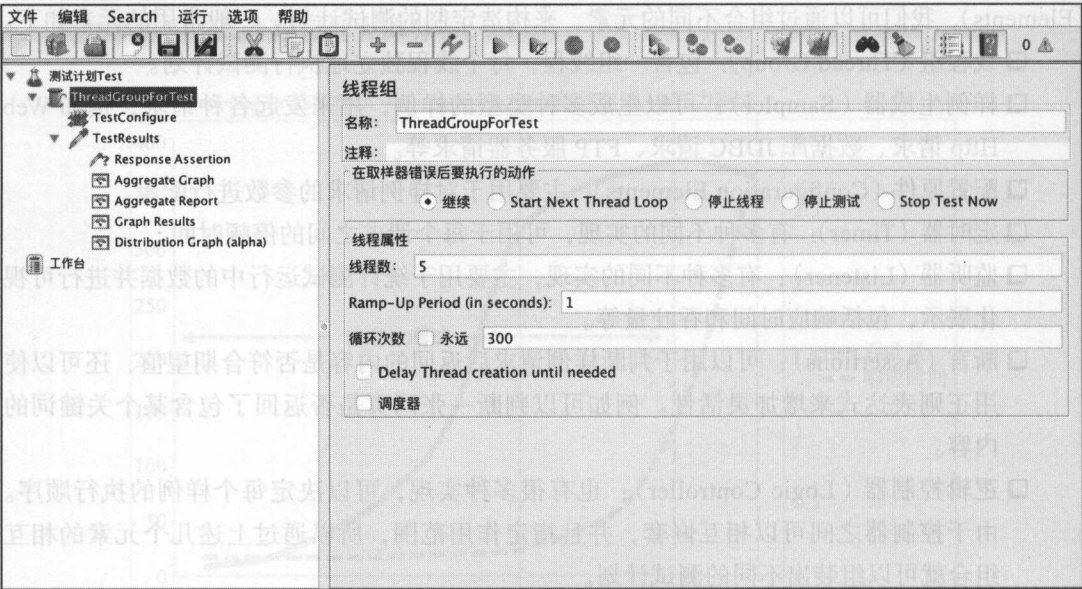 文件 编辑 Search 运行 选项 帮助
0
测试计划Test
ThreadGroupForTest
TestConfigure
TestResults
Response Assertion
Aggregate Graph
Aggregate Report
Graph Results
Distribution Graph (alpha)
工作台
线程组
名称: ThreadGroupForTest
注释:
在取样器错误后要执行的动作
继续 Start Next Thread Loop 停止线程 停止测试 Stop Test Now
线程属性
线程数: 5
Ramp-Up Period (in seconds): 1
循环次数 永远 300
Delay Thread creation until needed
调度器